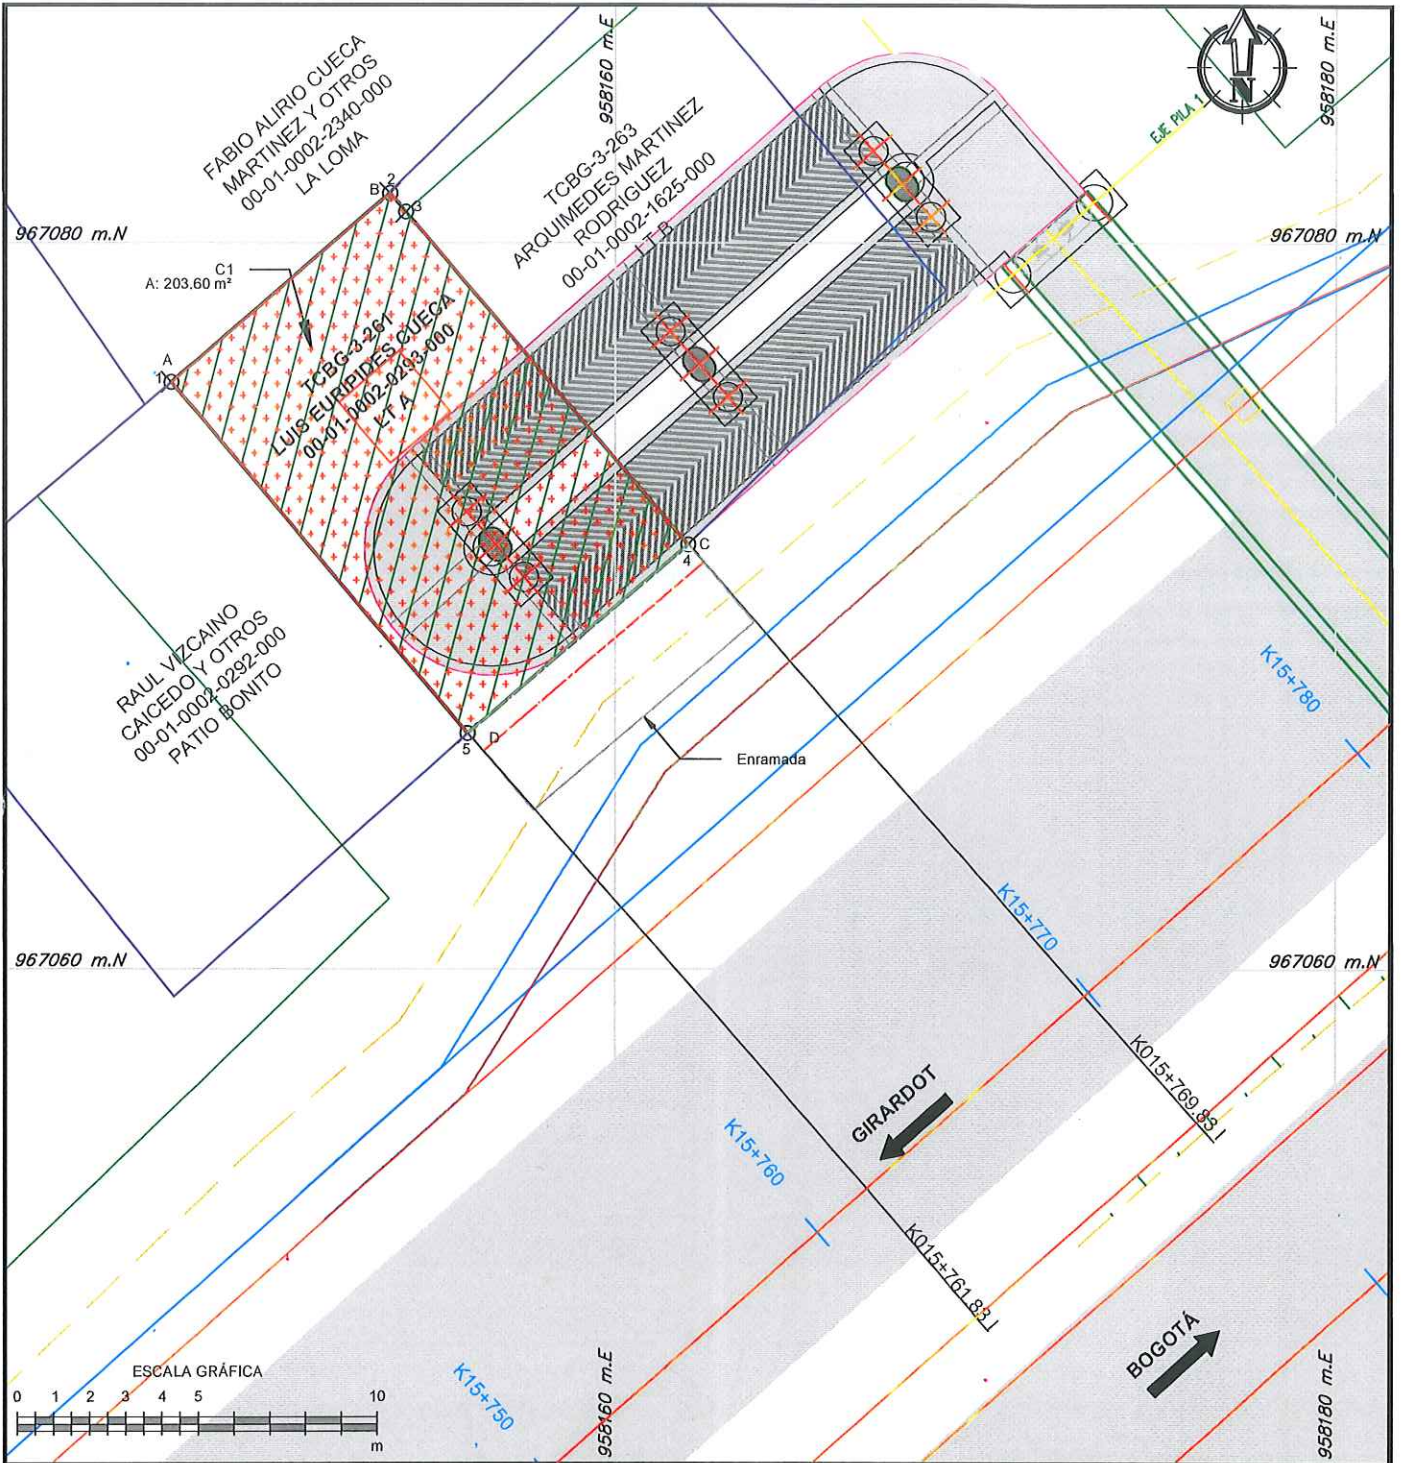 FABIO ALIRIO CUECA
MARTINEZ Y OTROS
00-01-0002-2340-000
LA LOMA
958160 m.E
N
958180 m.E
EJE PILA 1
TCBG-3-263
ARQUIMEDES MARTINEZ
RODRIGUEZ
00-01-0002-1625-000
LT B
B
2
3
967080 m.N
967080 m.N
C1
A: 203.60 m²
A
1
TCBG-3-261
LUIS EURIPIDES CUECA
00-01-0002-0293-000
LT A
C
4
RAUL VIZCAINO
CAICEDO Y OTROS
00-01-0002-0292-000
PATIO BONITO
D
5
Enramada
K15+780
K15+770
967060 m.N
967060 m.N
K015+769.83
GIRARDOT
K15+760
K015+761.83
BOGOTÁ
ESCALA GRÁFICA
0 1 2 3 4 5 10
m
K15+750
958160 m.E
958180 m.E